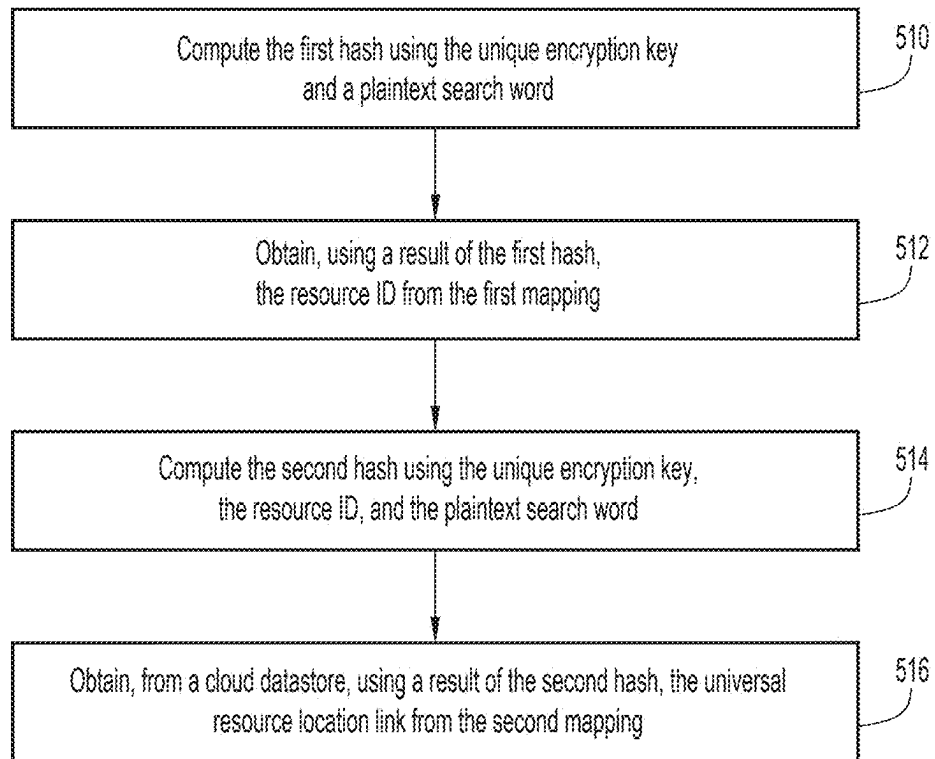 Compute the first hash using the unique encryption key
and a plaintext search word
510
Obtain, using a result of the first hash,
the resource ID from the first mapping
512
Compute the second hash using the unique encryption key,
the resource ID, and the plaintext search word
514
Obtain, from a cloud datastore, using a result of the second hash, the universal
resource location link from the second mapping
516